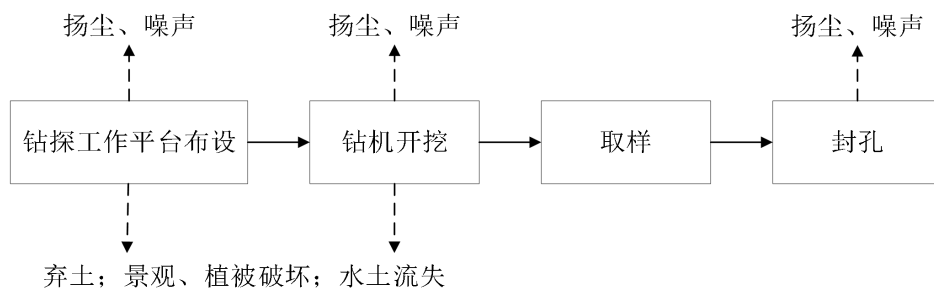 扬尘、噪声
扬尘、噪声
扬尘、噪声
钻探工作平台布设
钻机开挖
取样
封孔
弃土；景观、植被破坏；水土流失